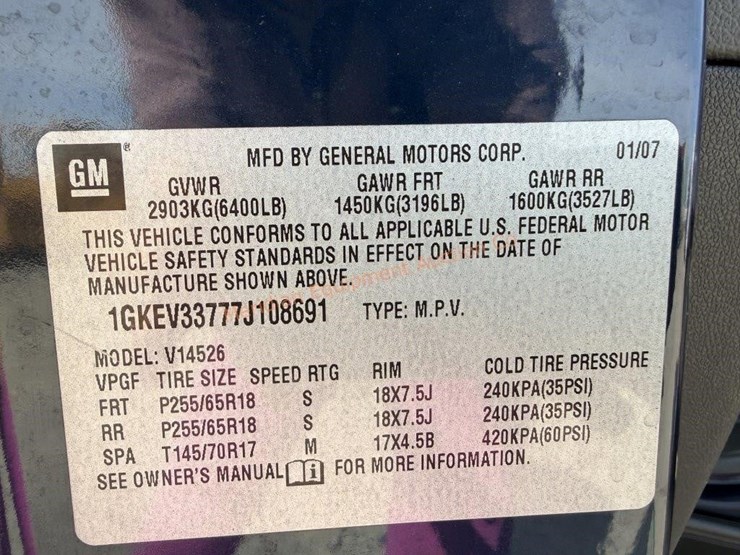 GM ® MFD BY GENERAL MOTORS CORP. 01/07
GVWR GAWR FRT GAWR RR
2903KG(6400LB) 1450KG(3196LB) 1600KG(3527LB)
THIS VEHICLE CONFORMS TO ALL APPLICABLE U.S. FEDERAL MOTOR
VEHICLE SAFETY STANDARDS IN EFFECT ON THE DATE OF
MANUFACTURE SHOWN ABOVE.
1GKEV33777J108691 TYPE: M.P.V.
MODEL: V14526
VPGF TIRE SIZE SPEED RTG RIM COLD TIRE PRESSURE
FRT P255/65R18 S 18X7.5J 240KPA(35PSI)
RR P255/65R18 S 18X7.5J 240KPA(35PSI)
SPA T145/70R17 M 17X4.5B 420KPA(60PSI)
SEE OWNER'S MANUAL i FOR MORE INFORMATION.